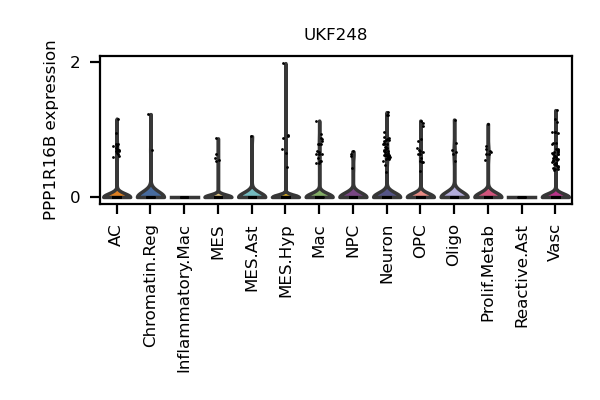 UKF248
PPP1R16B expression
2
0
AC
Chromatin.Reg
Inflammatory.Mac
MES
MES.Ast
MES.Hyp
Mac
NPC
Neuron
OPC
Oligo
Prolif.Metab
Reactive.Ast
Vasc